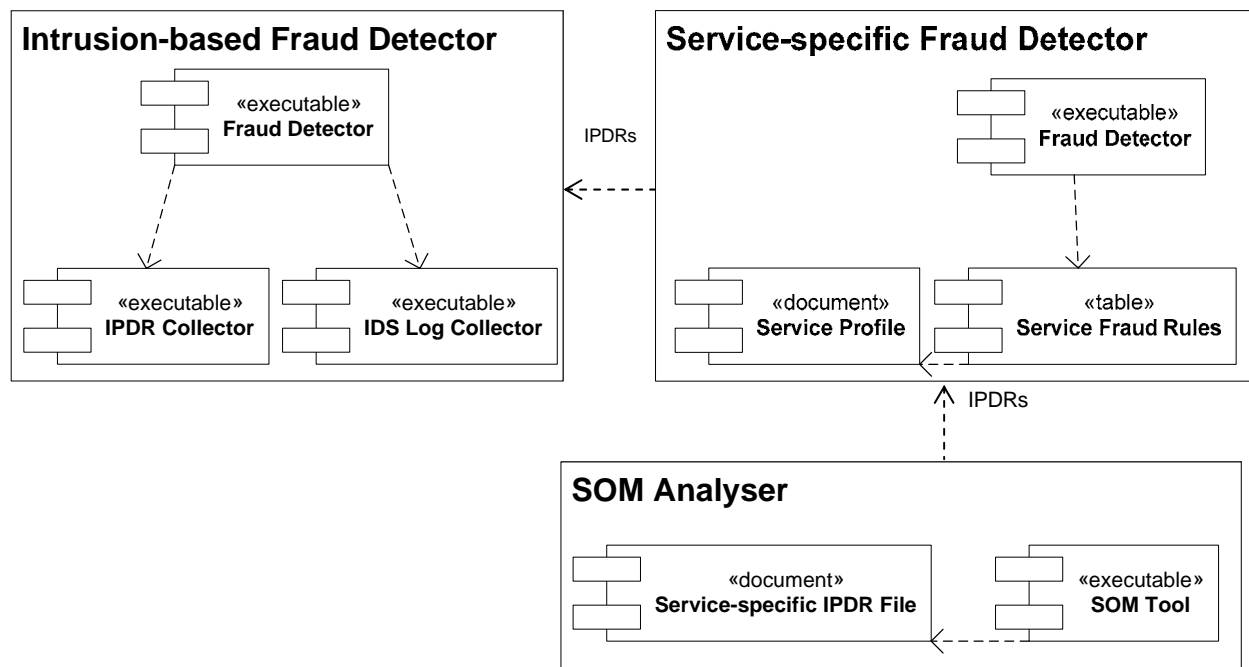 Intrusion-based Fraud Detector
«executable»
Fraud Detector
«executable»
IPDR Collector
«executable»
IDS Log Collector
IPDRs
Service-specific Fraud Detector
«executable»
Fraud Detector
«document»
Service Profile
«table»
Service Fraud Rules
IPDRs
SOM Analyser
«document»
Service-specific IPDR File
«executable»
SOM Tool